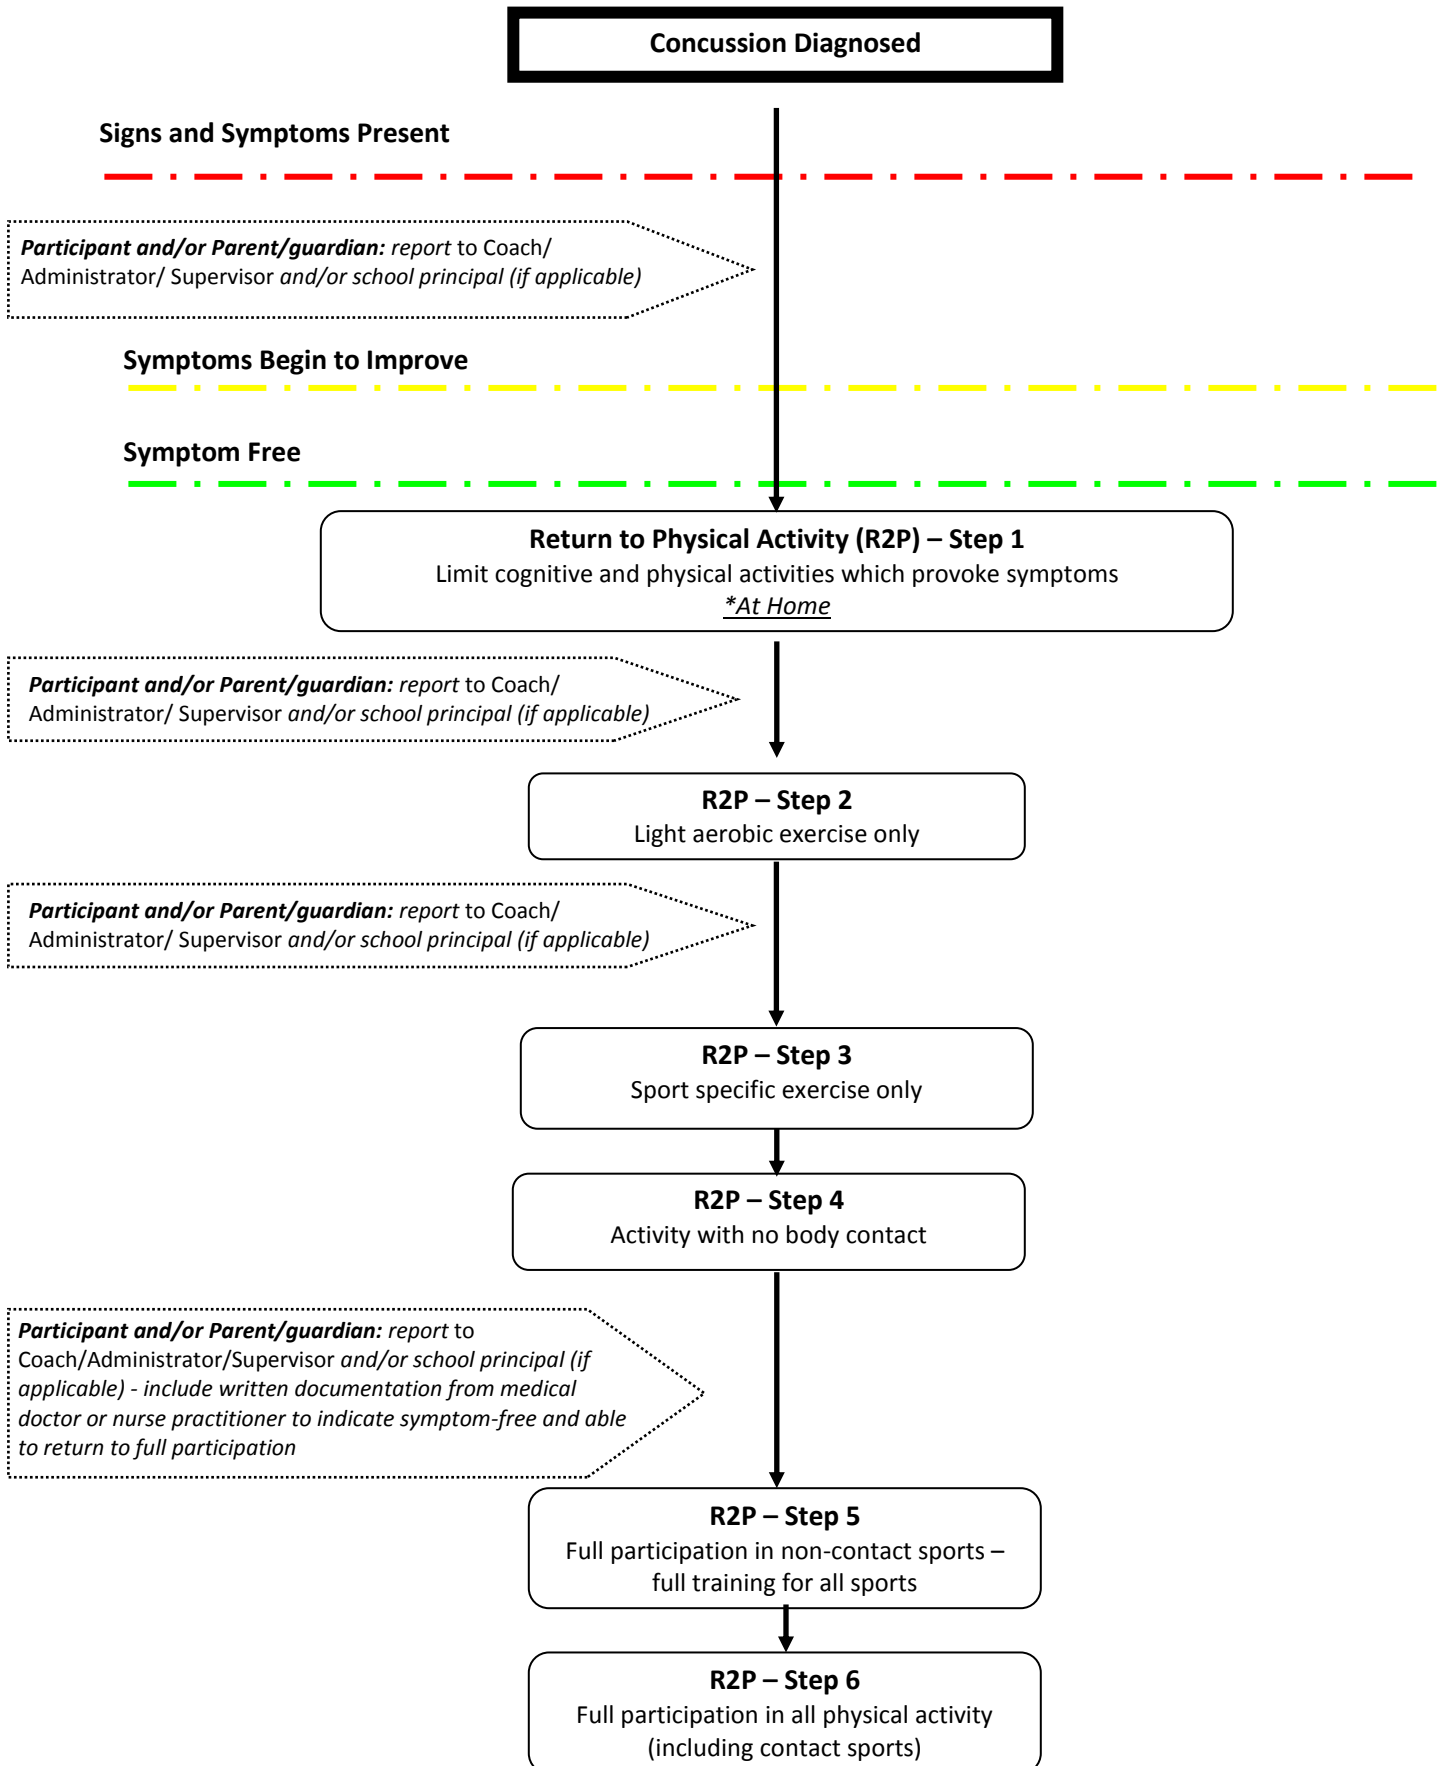 Concussion Diagnosed
Signs and Symptoms Present
Participant and/or Parent/guardian: report to Coach/
Administrator/ Supervisor and/or school principal (if applicable)
Symptoms Begin to Improve
Symptom Free
Return to Physical Activity (R2P) – Step 1
Limit cognitive and physical activities which provoke symptoms
*At Home
Participant and/or Parent/guardian: report to Coach/
Administrator/ Supervisor and/or school principal (if applicable)
R2P – Step 2
Light aerobic exercise only
Participant and/or Parent/guardian: report to Coach/
Administrator/ Supervisor and/or school principal (if applicable)
R2P – Step 3
Sport specific exercise only
R2P – Step 4
Activity with no body contact
Participant and/or Parent/guardian: report to
Coach/Administrator/Supervisor and/or school principal (if
applicable) - include written documentation from medical
doctor or nurse practitioner to indicate symptom-free and able
to return to full participation
R2P – Step 5
Full participation in non-contact sports –
full training for all sports
R2P – Step 6
Full participation in all physical activity
(including contact sports)